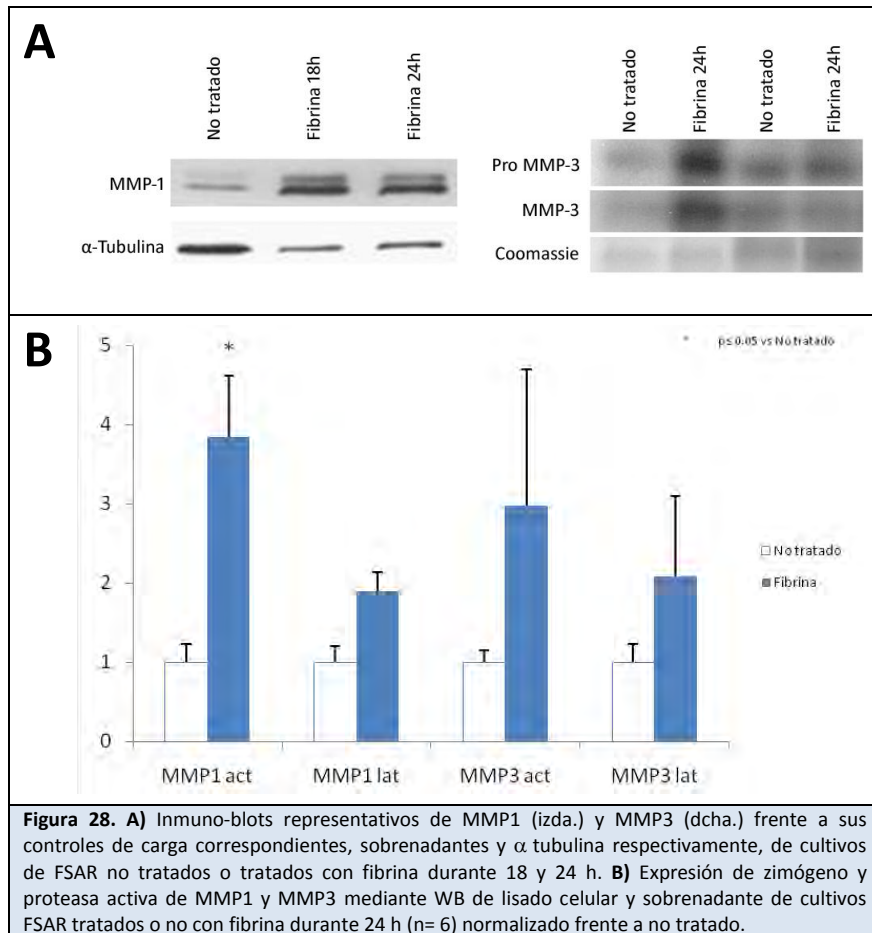 A
No tratado
Fibrina 18h
Fibrina 24h
MMP-1
α-Tubulina
No tratado
Fibrina 24h
No tratado
Fibrina 24h
Pro MMP-3
MMP-3
Coomassie
B
* p≤ 0.05 vs No tratado
5
4
3
2
1
0
*
No tratado
Fibrina
MMP1 act
MMP1 lat
MMP3 act
MMP3 lat
Figura 28. A) Inmuno-blots representativos de MMP1 (izda.) y MMP3 (dcha.) frente a sus
controles de carga correspondientes, sobrenadantes y α tubulina respectivamente, de cultivos
de FSAR no tratados o tratados con fibrina durante 18 y 24 h. B) Expresión de zimógeno y
proteasa activa de MMP1 y MMP3 mediante WB de lisado celular y sobrenadante de cultivos
FSAR tratados o no con fibrina durante 24 h (n= 6) normalizado frente a no tratado.